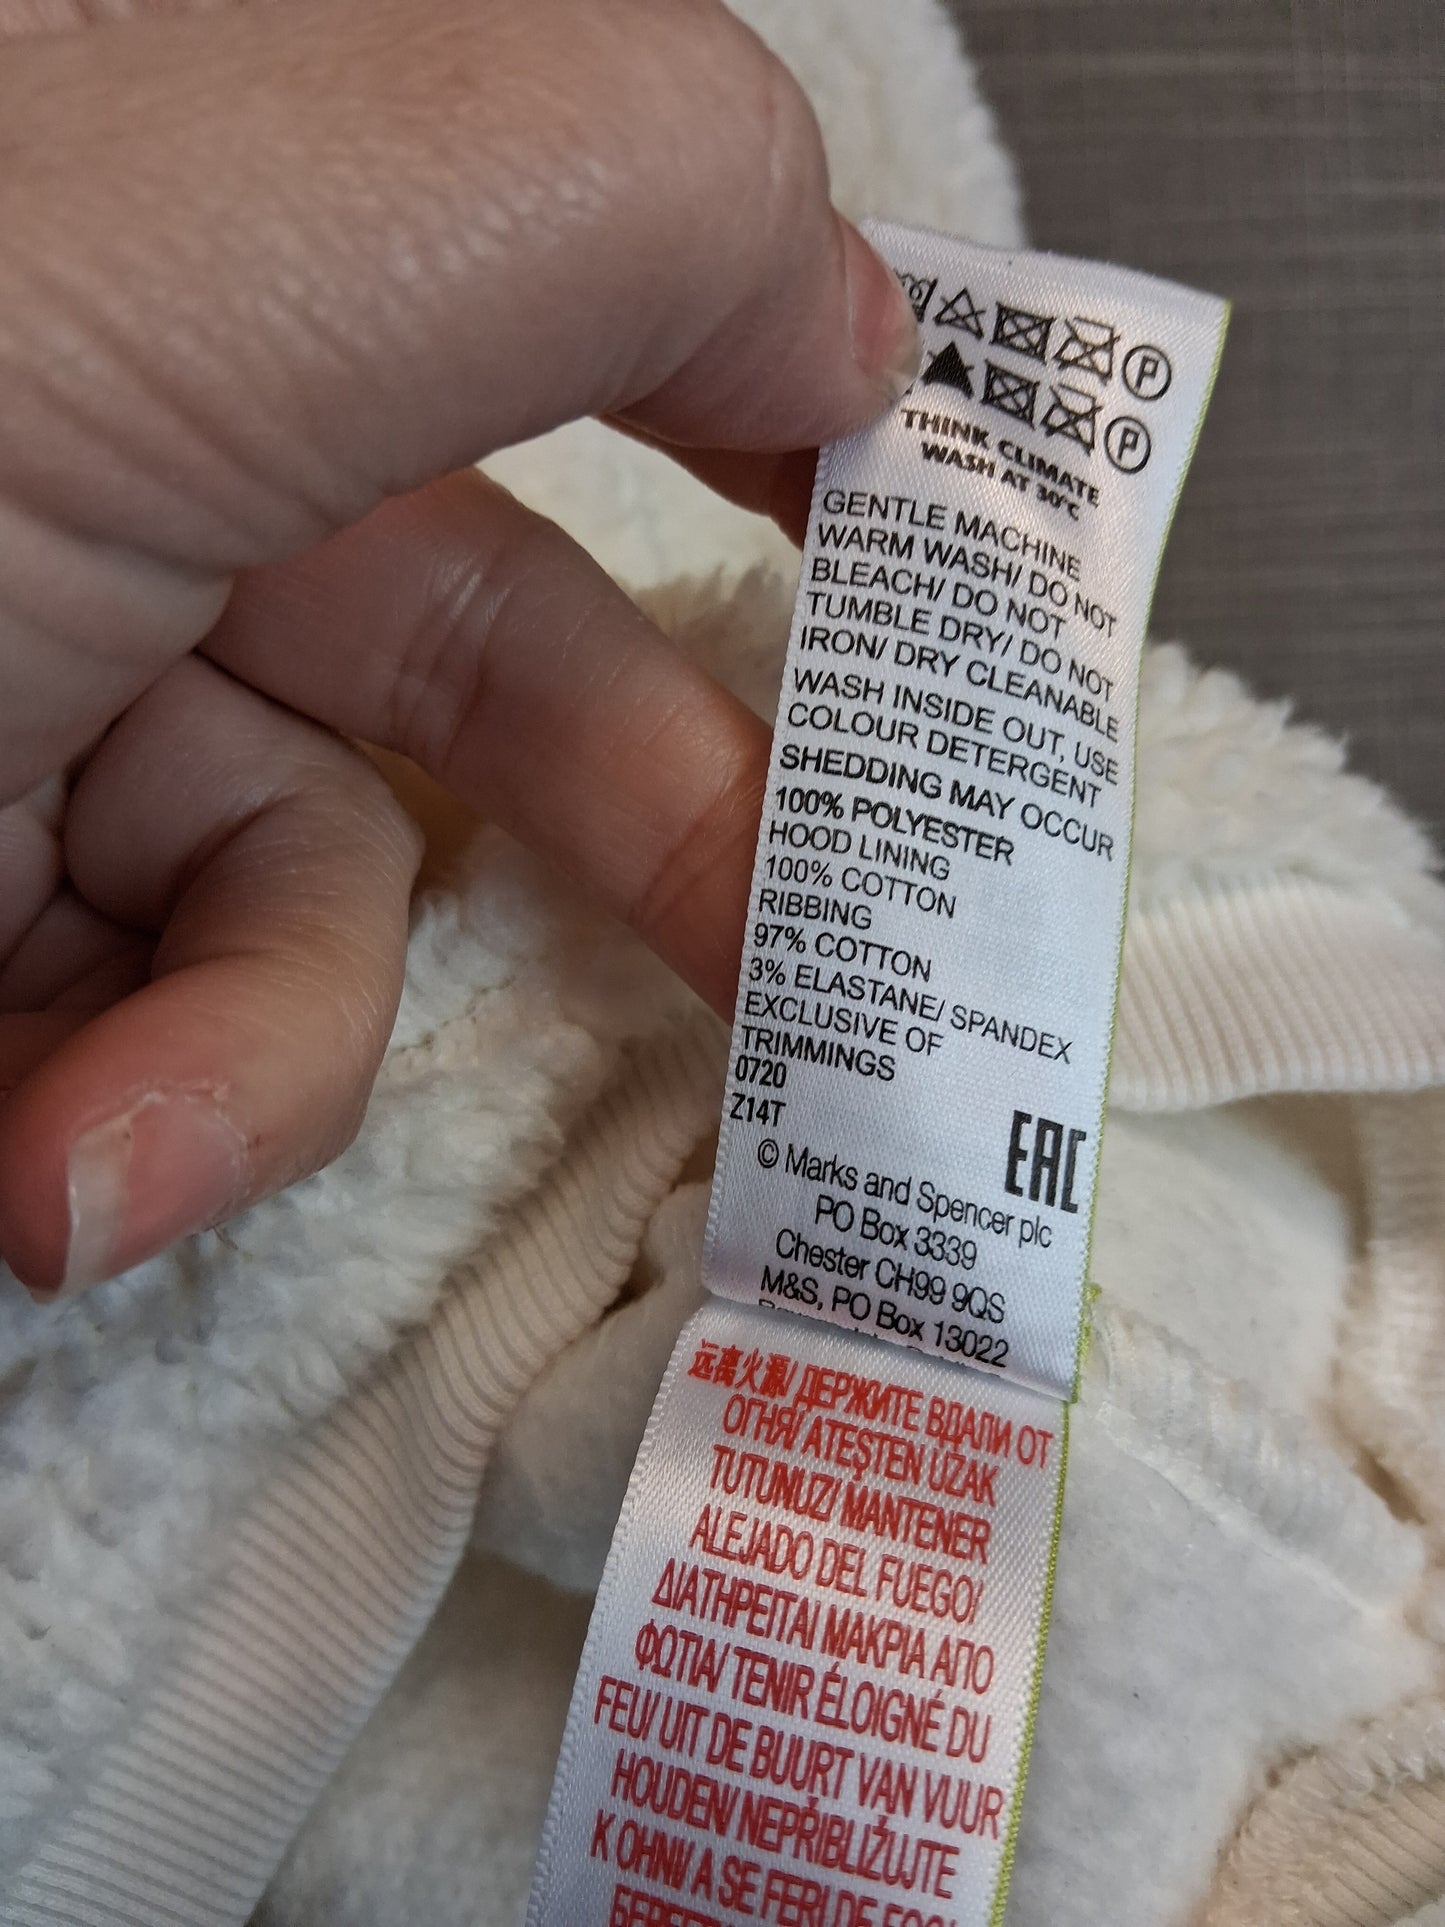 THINK CLIMATE
WASH AT 30°C
GENTLE MACHINE
WARM WASH/ DO NOT
BLEACH/ DO NOT
TUMBLE DRY/ DO NOT
IRON/ DRY CLEANABLE
WASH INSIDE OUT, USE
COLOUR DETERGENT
SHEDDING MAY OCCUR
100% POLYESTER
HOOD LINING
100% COTTON
RIBBING
97% COTTON
3% ELASTANE/ SPANDEX
EXCLUSIVE OF
TRIMMINGS
0720
Z14T
EAC
© Marks and Spencer plc
PO Box 3339
Chester CH99 9QS
M&S, PO Box 13022
远离火源/ ДЕРЖИТЕ ВДАЛИ ОТ
ОГНЯ/ ATEŞTEN UZAK
TUTUNUZ/ MANTENER
ALEJADO DEL FUEGO/
ΔΙΑΤΗΡΕΙΤΑΙ ΜΑΚΡΙΑ ΑΠΟ
ΦΩΤΙΑ/ TENIR ÉLOIGNÉ DU
FEU/ UIT DE BUURT VAN VUUR
HOUDEN/ NEPŘIBLIŽUJTE
K OHNI/ A SE FERI DE